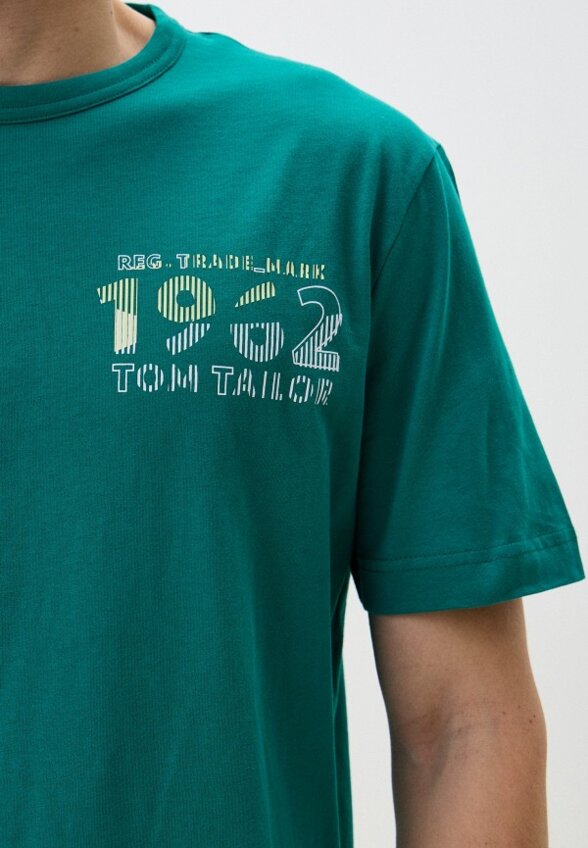 REG. TRADE_MARK
1962
TOM TAILOR